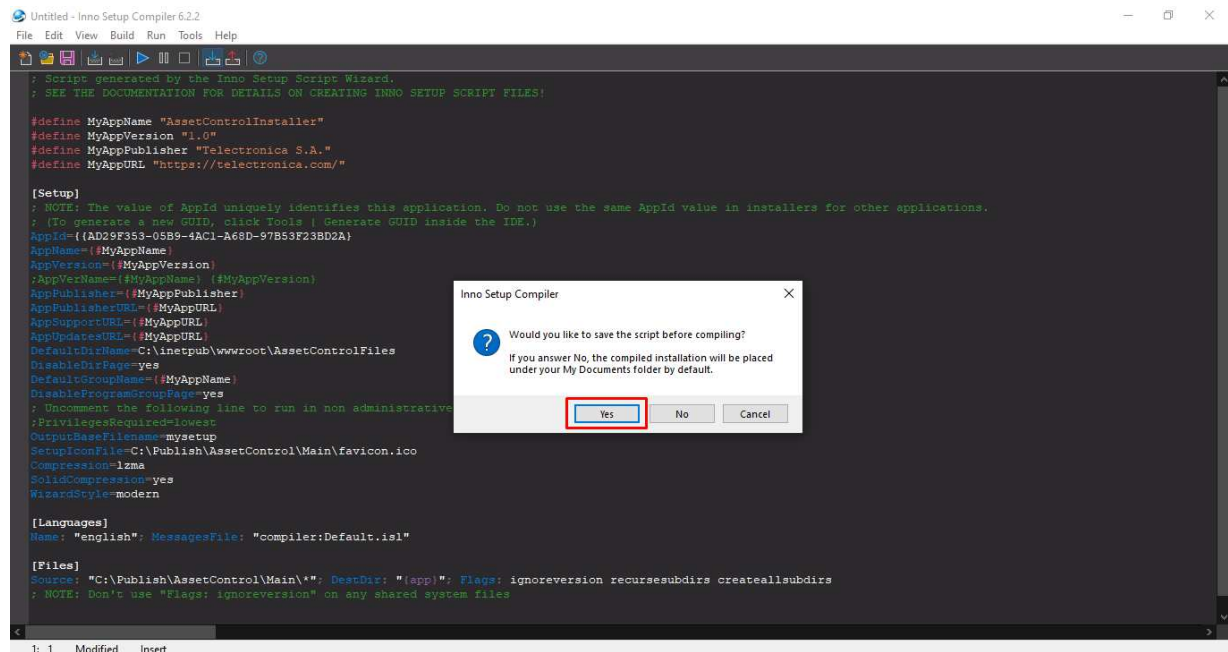 Untitled - Inno Setup Compiler 6.2.2
File Edit View Build Run Tools Help
; Script generated by the Inno Setup Script Wizard.
; SEE THE DOCUMENTATION FOR DETAILS ON CREATING INNO SETUP SCRIPT FILES!
#define MyAppName "AssetControlInstaller"
#define MyAppVersion "1.0"
#define MyAppPublisher "Telectronica S.A."
#define MyAppURL "https://telectronica.com/"
[Setup]
; NOTE: The value of AppId uniquely identifies this application. Do not use the same AppId value in installers for other applications.
; (To generate a new GUID, click Tools | Generate GUID inside the IDE.)
AppId={{AD29F353-05B9-4AC1-A68D-97B53F23BD2A}
AppName={#MyAppName}
AppVersion={#MyAppVersion}
;AppVerName={#MyAppName} {#MyAppVersion}
AppPublisher={#MyAppPublisher}
AppPublisherURL={#MyAppURL}
AppSupportURL={#MyAppURL}
AppUpdatesURL={#MyAppURL}
DefaultDirName=C:\inetpub\wwwroot\AssetControlFiles
DisableDirPage=yes
DefaultGroupName={#MyAppName}
DisableProgramGroupPage=yes
; Uncomment the following line to run in non administrative
;PrivilegesRequired=lowest
OutputBaseFilename=mysetup
SetupIconFile=C:\Publish\AssetControl\Main\favicon.ico
Compression=lzma
SolidCompression=yes
WizardStyle=modern
[Languages]
Name: "english"; MessagesFile: "compiler:Default.isl"
[Files]
Source: "C:\Publish\AssetControl\Main\*"; DestDir: "{app}"; Flags: ignoreversion recursesubdirs createallsubdirs
; NOTE: Don't use "Flags: ignoreversion" on any shared system files
Inno Setup Compiler
Would you like to save the script before compiling?
If you answer No, the compiled installation will be placed
under your My Documents folder by default.
Yes No Cancel
1: 1 Modified Insert